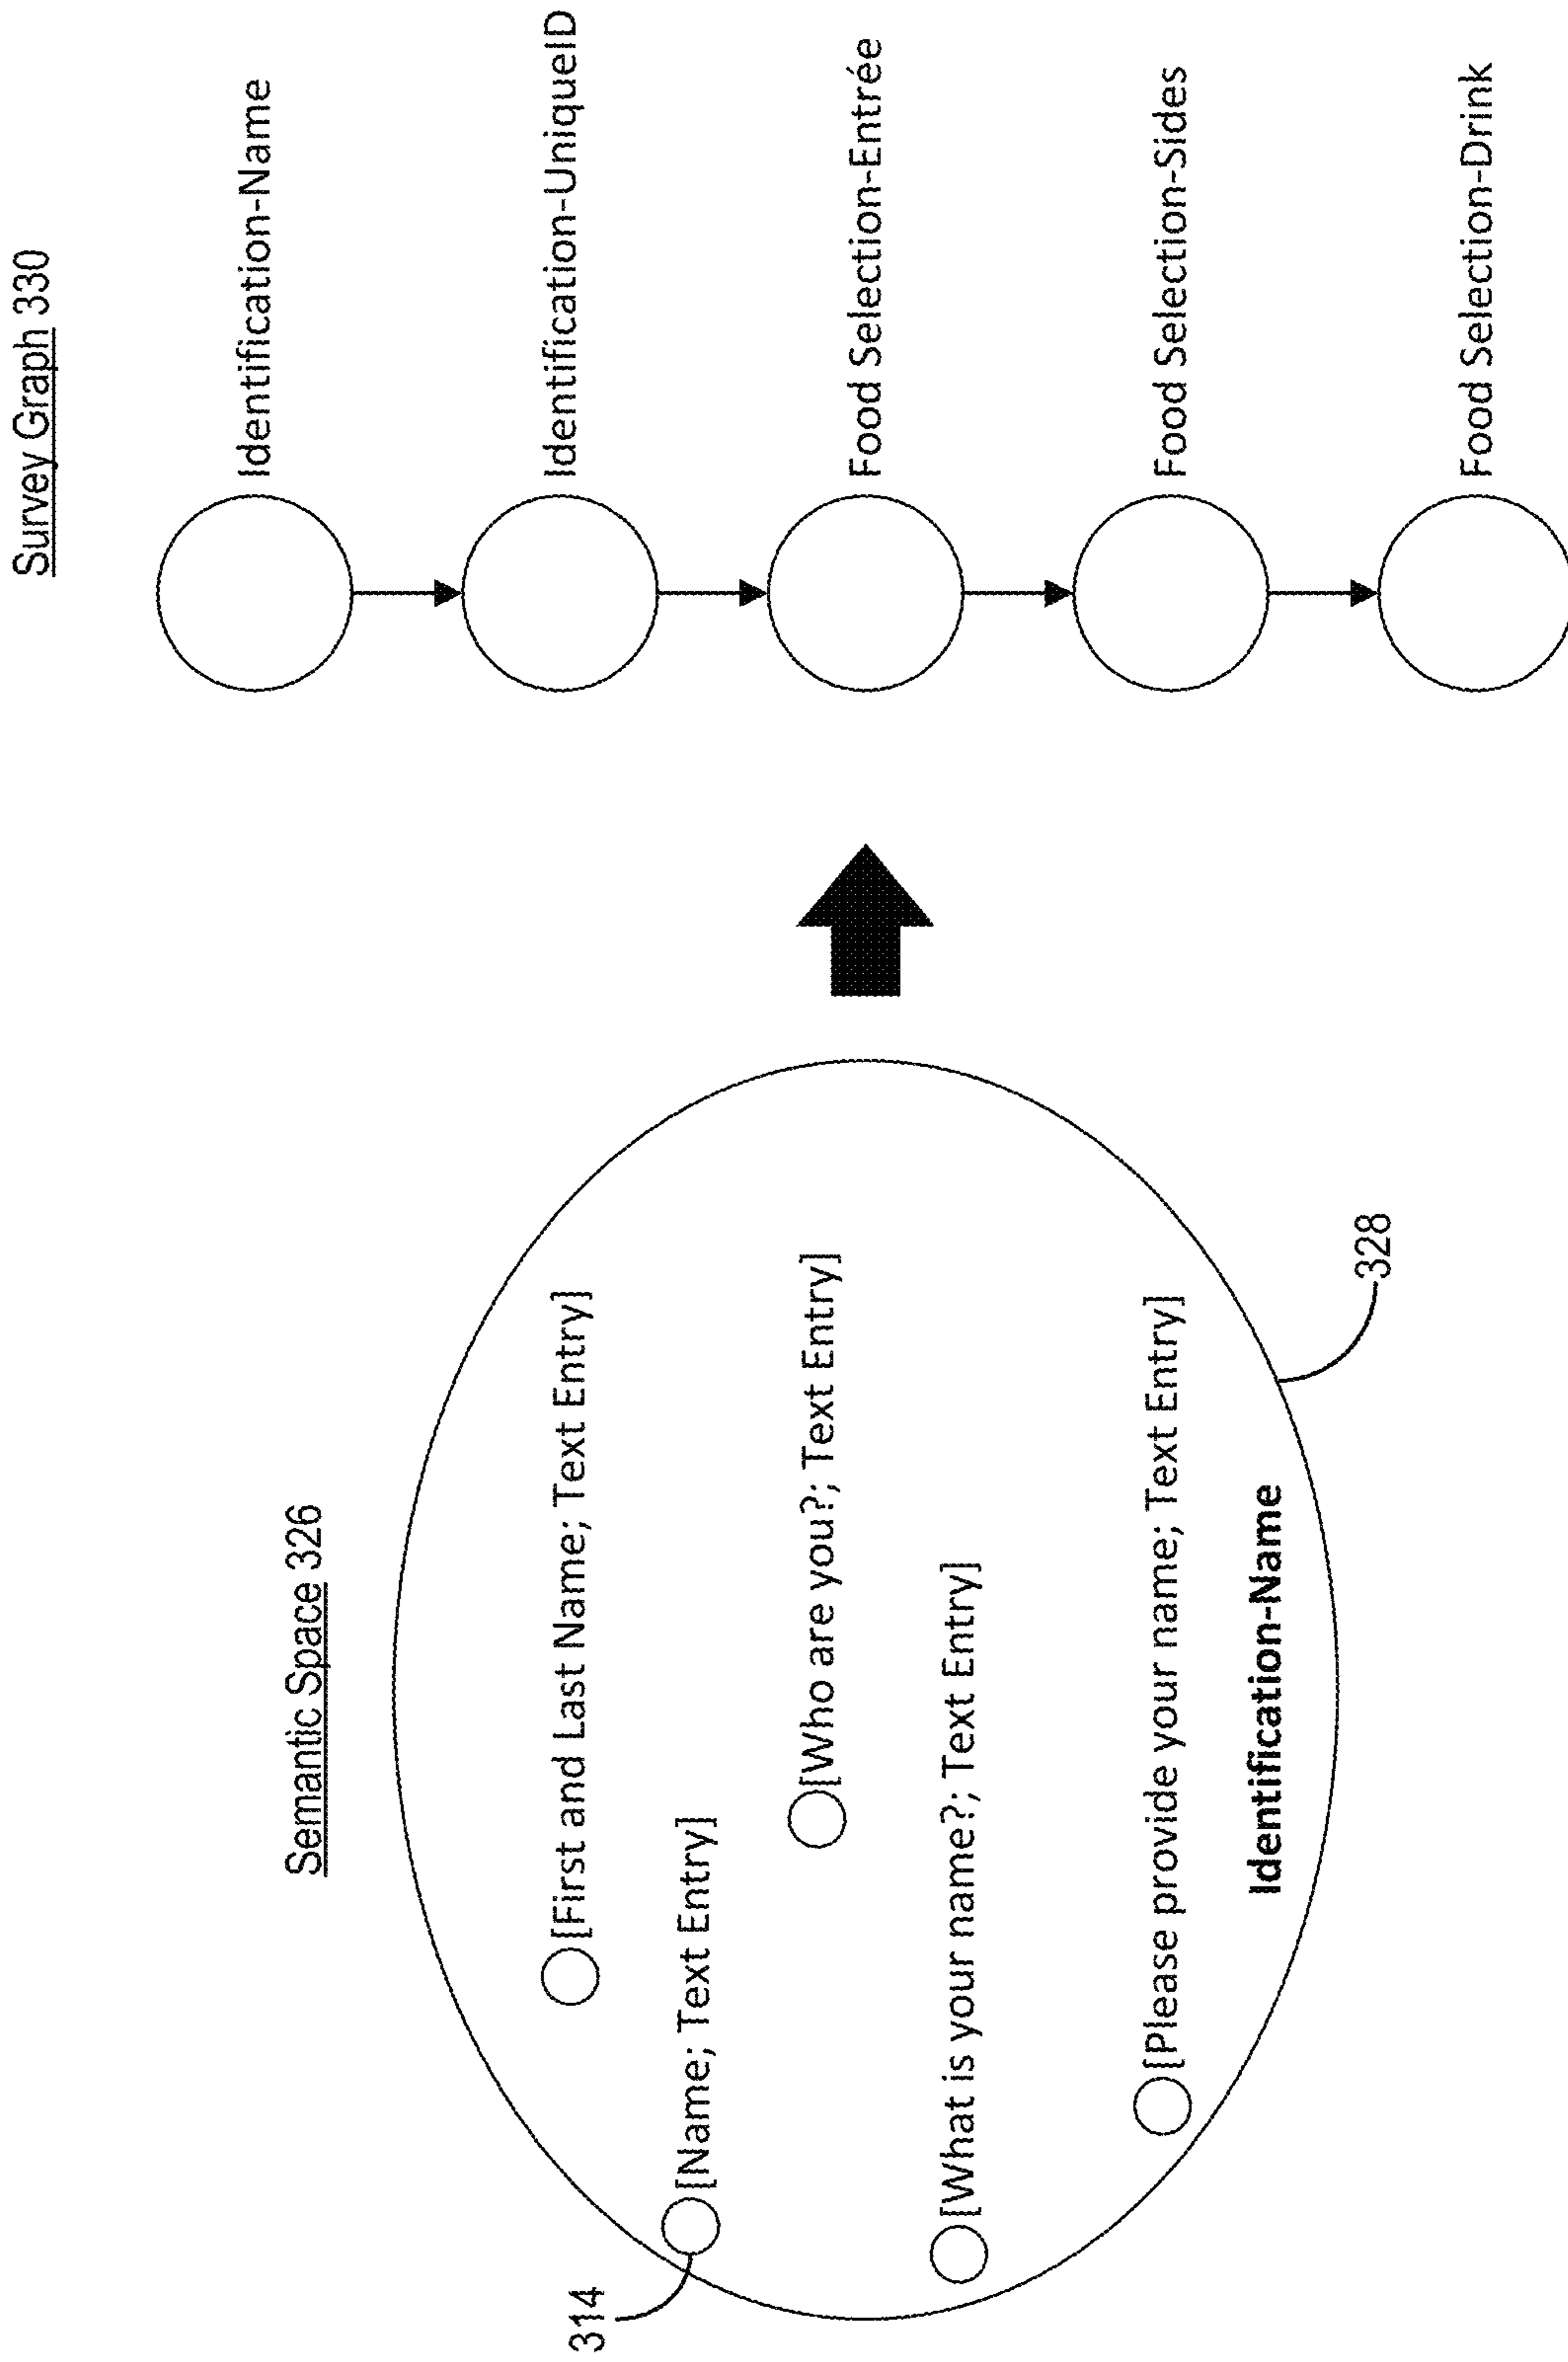 Semantic Space 326
314
[First and Last Name; Text Entry]
[Name; Text Entry]
[Who are you?; Text Entry]
[What is your name?; Text Entry]
[Please provide your name; Text Entry]
Identification-Name
328
Survey Graph 330
Identification-Name
Identification-UniqueID
Food Selection-Entrée
Food Selection-Sides
Food Selection-Drink